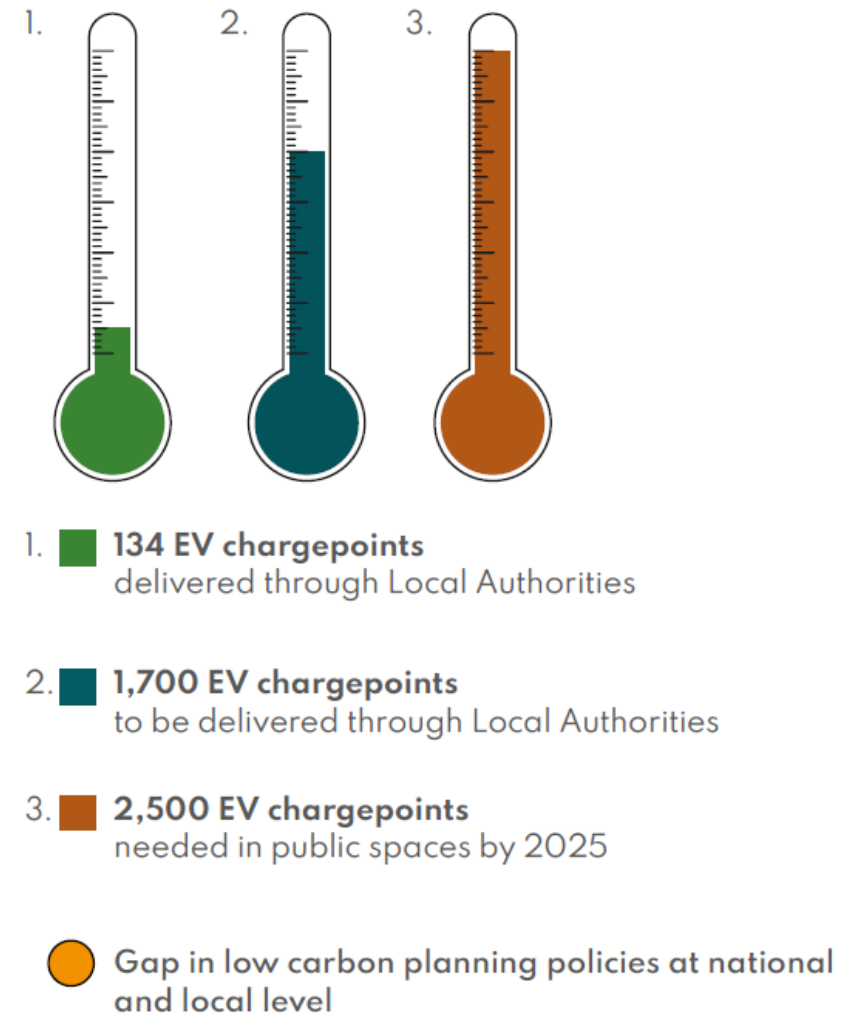 1. 2. 3.
1. 134 EV chargepoints
delivered through Local Authorities
2. 1,700 EV chargepoints
to be delivered through Local Authorities
3. 2,500 EV chargepoints
needed in public spaces by 2025
Gap in low carbon planning policies at national
and local level